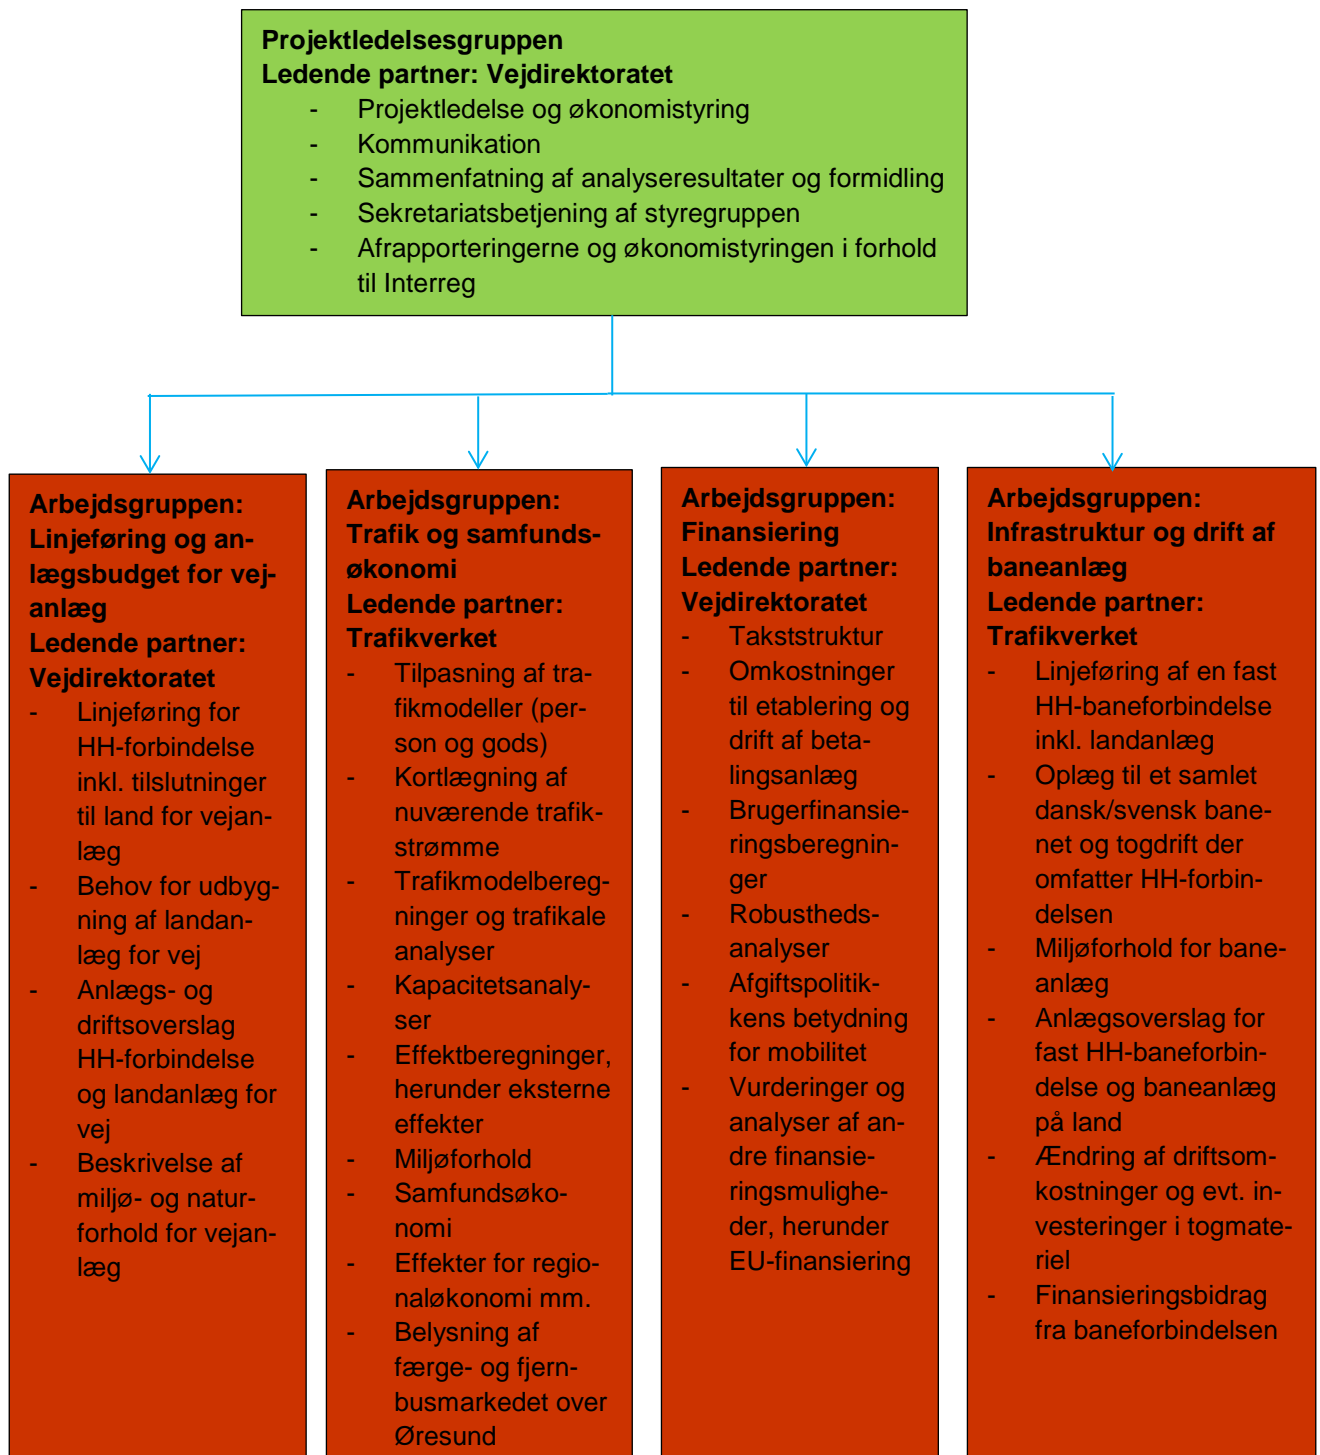 Projektledelsesgruppen
Ledende partner: Vejdirektoratet
- Projektledelse og økonomistyring
- Kommunikation
- Sammenfatning af analyseresultater og formidling
- Sekretariatsbetjening af styregruppen
- Afrapporteringerne og økonomistyringen i forhold
til Interreg
Arbejdsgruppen:
Linjeføring og an-
lægsbudget for vej-
anlæg
Ledende partner:
Vejdirektoratet
- Linjeføring for
HH-forbindelse
inkl. tilslutninger
til land for vejan-
læg
- Behov for udbyg-
ning af landan-
læg for vej
- Anlægs- og
driftsoverslag
HH-forbindelse
og landanlæg for
vej
- Beskrivelse af
miljø- og natur-
forhold for vejan-
læg
Arbejdsgruppen:
Trafik og samfunds-
økonomi
Ledende partner:
Trafikverket
- Tilpasning af tra-
fikmodeller (per-
son og gods)
- Kortlægning af
nuværende trafik-
strømme
- Trafikmodelbereg-
ninger og trafikale
analyser
- Kapacitetsanaly-
ser
- Effektberegninger,
herunder eksterne
effekter
- Miljøforhold
- Samfundsøko-
nomi
- Effekter for regio-
naløkonomi mm.
- Belysning af
færge- og fjern-
busmarkedet over
Øresund
Arbejdsgruppen:
Finansiering
Ledende partner:
Vejdirektoratet
- Takststruktur
- Omkostninger
til etablering og
drift af beta-
lingsanlæg
- Brugerfinansie-
ringsberegnin-
ger
- Robustheds-
analyser
- Afgiftspolitik-
kens betydning
for mobilitet
- Vurderinger og
analyser af an-
dre finansie-
ringsmulighe-
der, herunder
EU-finansiering
Arbejdsgruppen:
Infrastruktur og drift af
baneanlæg
Ledende partner:
Trafikverket
- Linjeføring af en fast
HH-baneforbindelse
inkl. landanlæg
- Oplæg til et samlet
dansk/svensk bane-
net og togdrift der
omfatter HH-forbin-
delsen
- Miljøforhold for bane-
anlæg
- Anlægsoverslag for
fast HH-baneforbin-
delse og baneanlæg
på land
- Ændring af driftsom-
kostninger og evt. in-
vesteringer i togmate-
riel
- Finansieringsbidrag
fra baneforbindelsen